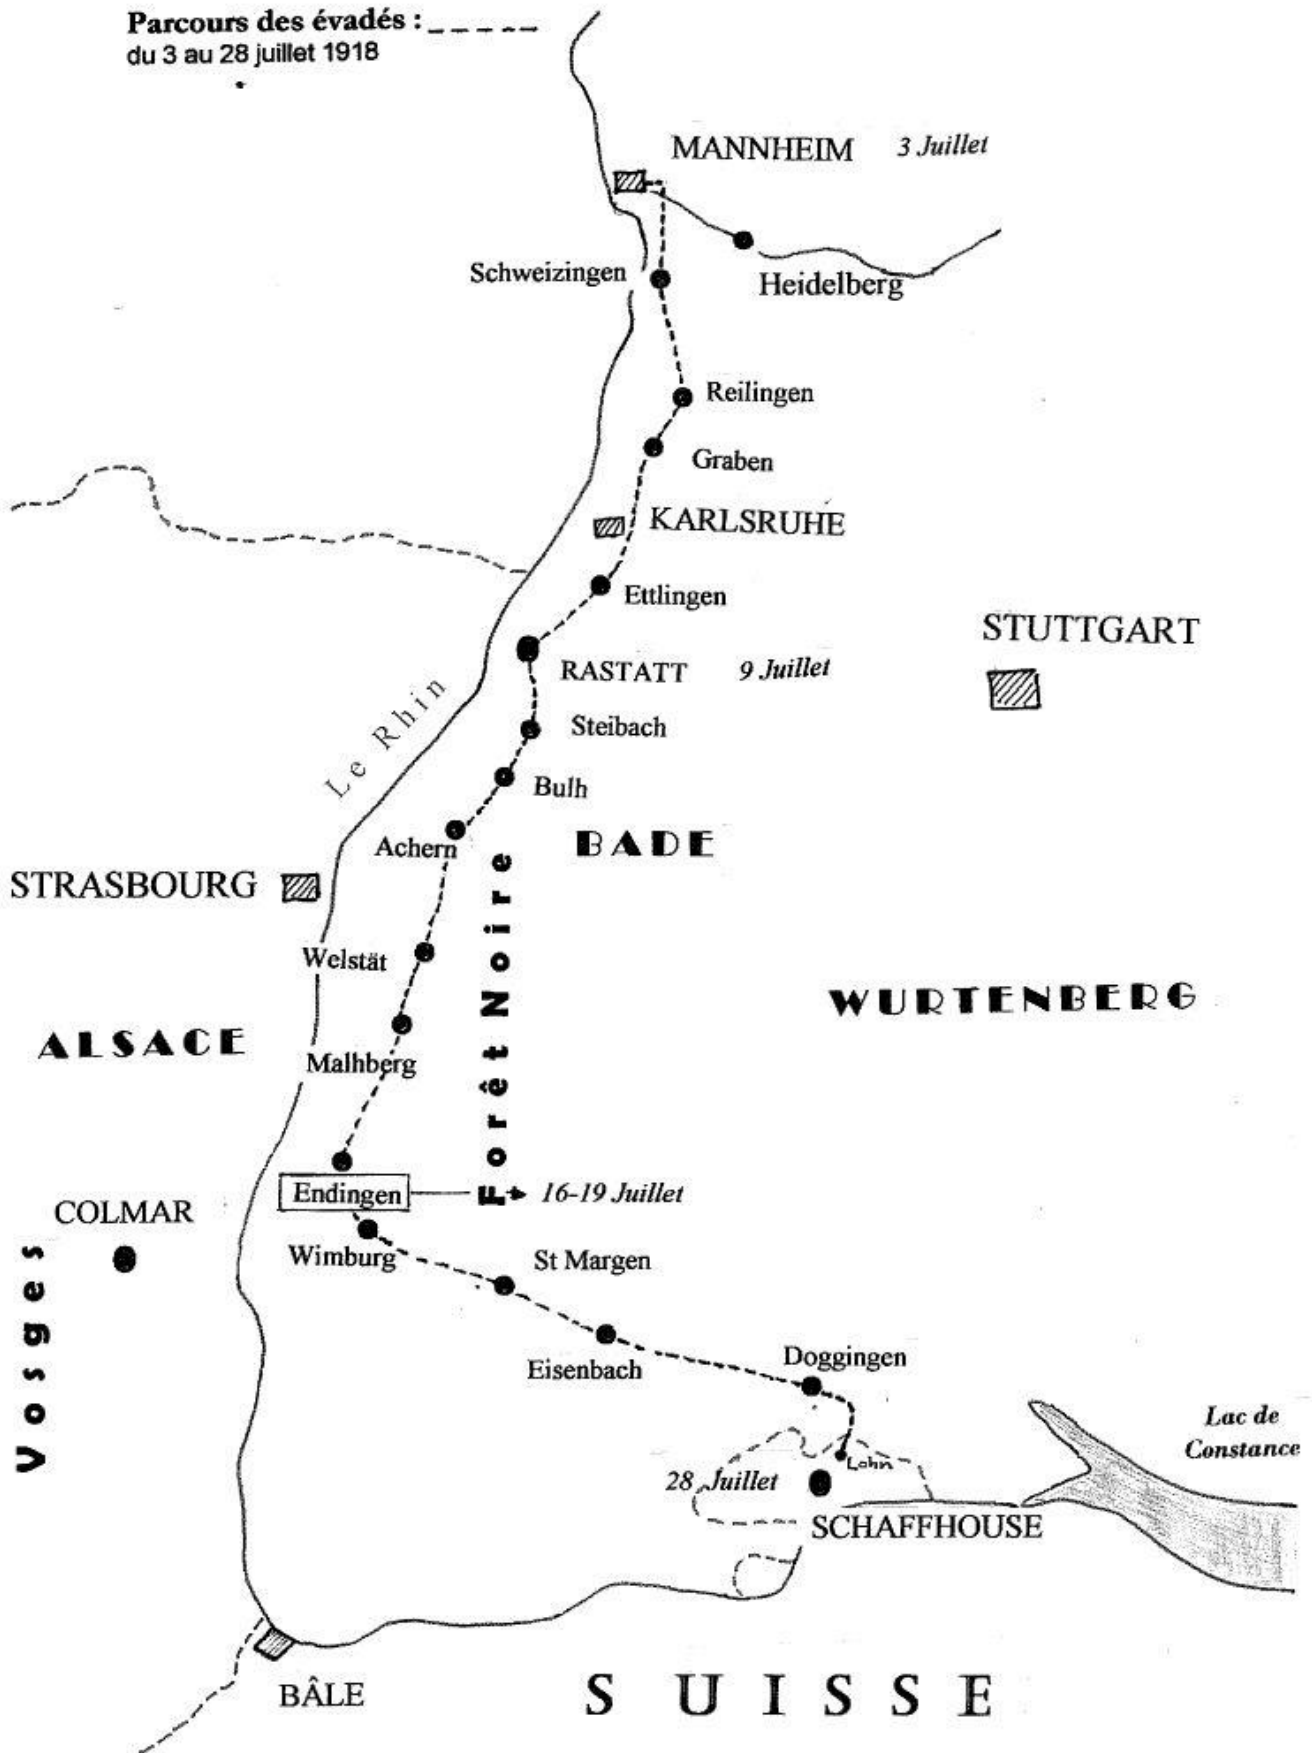 Parcours des évadés :
du 3 au 28 juillet 1918
MANNHEIM 3 Juillet
Schweizingen
Heidelberg
Reilingen
Graben
KARLSRUHE
Ettlingen
STUTTGART
RASTATT 9 Juillet
Le Rhin
Steibach
Bulh
Achern
BADE
STRASBOURG
Forêt Noire
Welstät
WURTENBERG
ALSACE
Malhberg
Endingen 16-19 Juillet
COLMAR
Wimburg
St Margen
Vosges
Eisenbach
Doggingen
Lac de
Constance
Lohn
28 Juillet
SCHAFFHOUSE
BÂLE
SUISSE